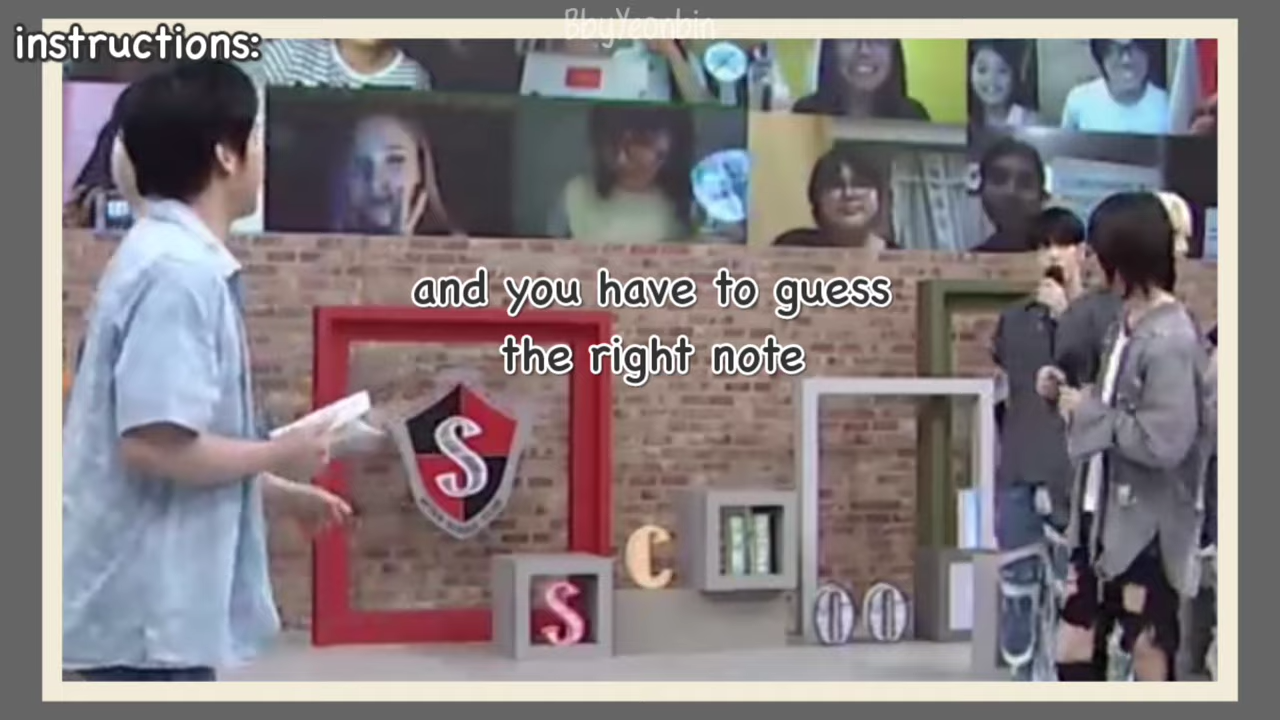 BbyYeonbin
instructions:
and you have to guess
the right note
S
S
C